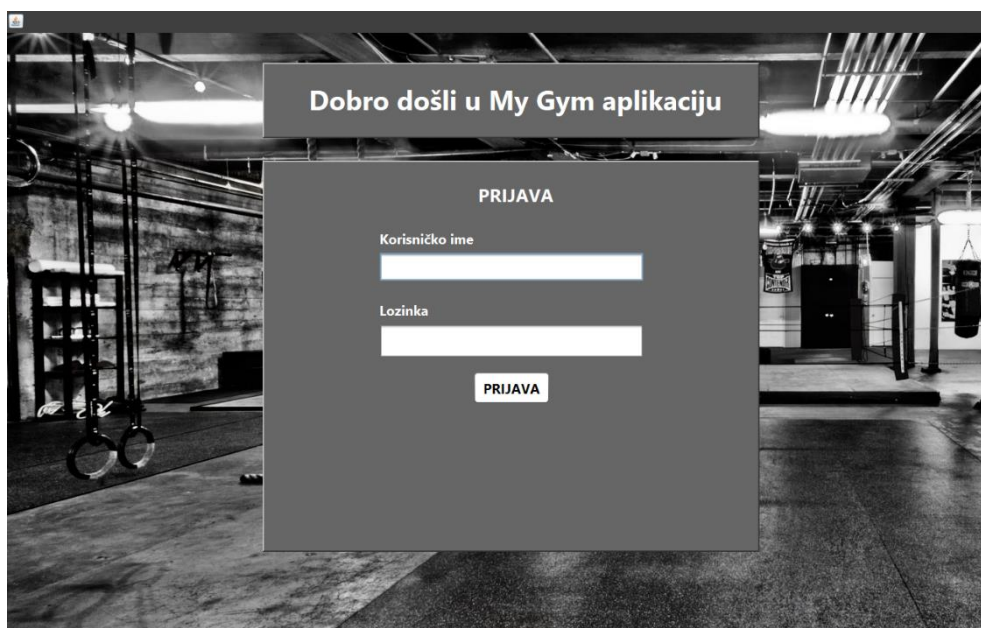 Dobro došli u My Gym aplikaciju
PRIJAVA
Korisničko ime
Lozinka
PRIJAVA